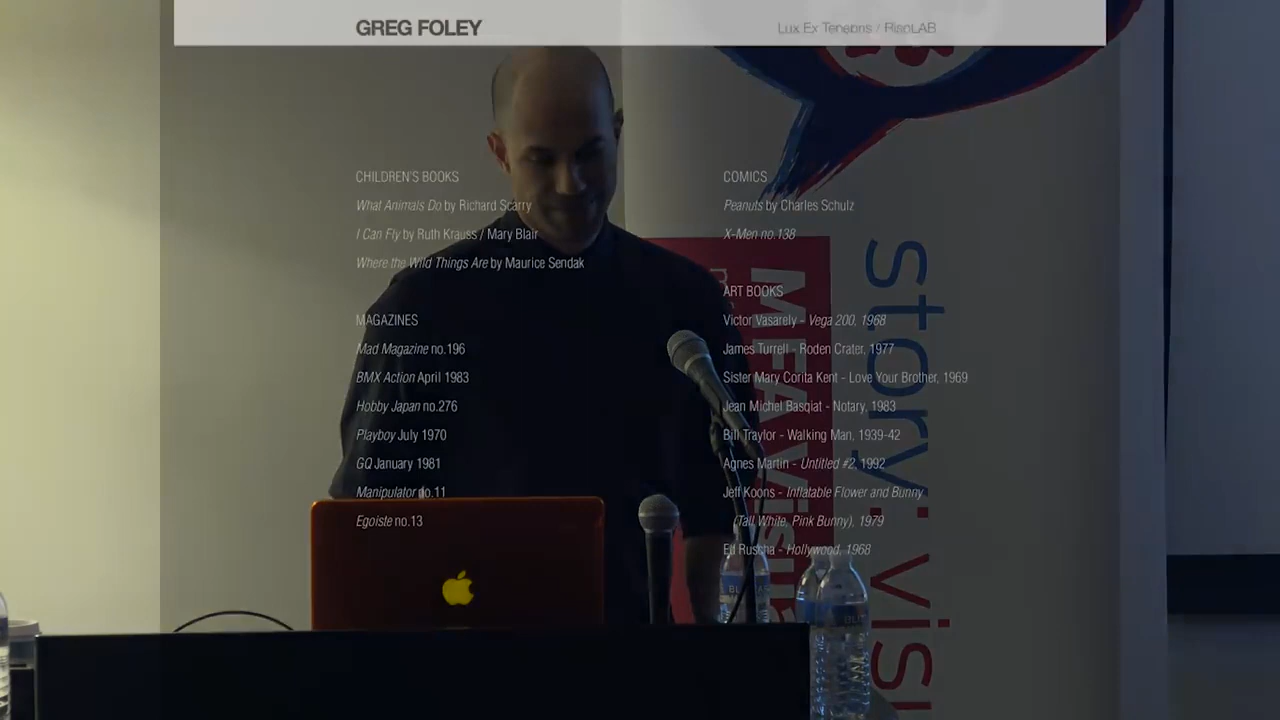 GREG FOLEY
Lux Ex Tenebris / RisoLAB
CHILDREN'S BOOKS
What Animals Do by Richard Scarry
I Can Fly by Ruth Krauss / Mary Blair
Where the Wild Things Are by Maurice Sendak
MAGAZINES
Mad Magazine no.196
BMX Action April 1983
Hobby Japan no.276
Playboy July 1970
GQ January 1981
Manipulator no.11
Egoiste no.13
COMICS
Peanuts by Charles Schulz
X-Men no.138
ART BOOKS
Victor Vasarely - Vega 200, 1968
James Turrell - Roden Crater, 1977
Sister Mary Corita Kent - Love Your Brother, 1969
Jean Michel Basqiat - Notary, 1983
Bill Traylor - Walking Man, 1939-42
Agnes Martin - Untitled #2, 1992
Jeff Koons - Inflatable Flower and Bunny
(Tall White, Pink Bunny), 1979
Ed Ruscha - Hollywood, 1968
MFAVisua
story: visu